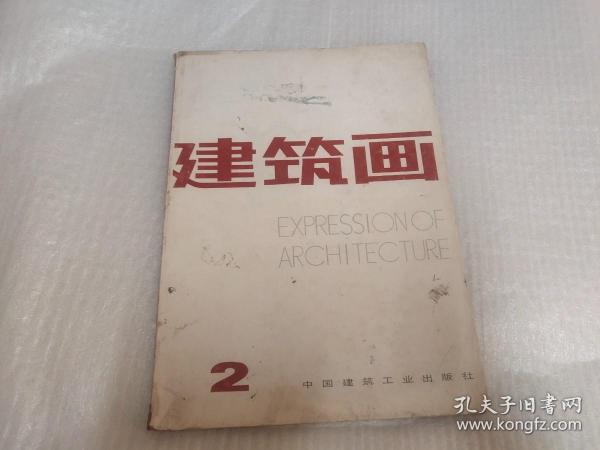 建筑画
EXPRESSION OF
ARCHITECTURE
2
中国建筑工业出版社
孔夫子旧书网
www.kongfz.com